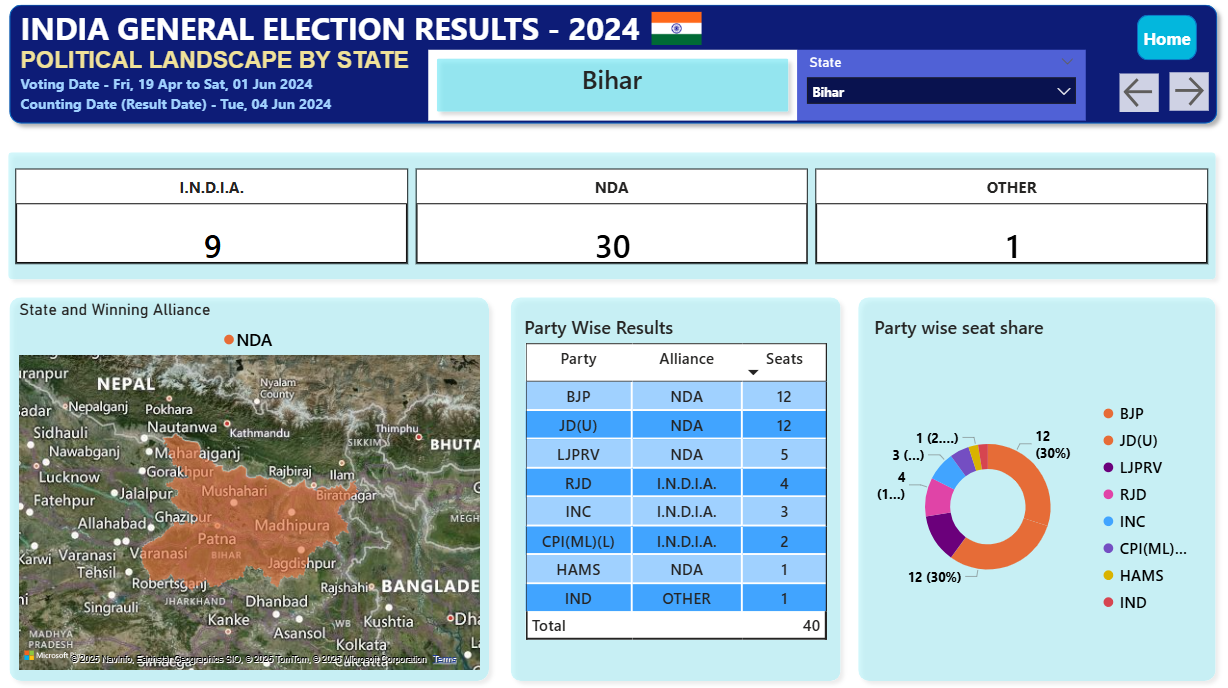 INDIA GENERAL ELECTION RESULTS - 2024
POLITICAL LANDSCAPE BY STATE
Voting Date - Fri, 19 Apr to Sat, 01 Jun 2024
Counting Date (Result Date) - Tue, 04 Jun 2024
Bihar
State
Bihar
Home
I.N.D.I.A.
9
NDA
30
OTHER
1
State and Winning Alliance
NDA
NEPAL
Nyalam
County
Nepalganj
Pokhara
Sidhauli
Nautanwa
Kathmandu
Thimphu
SIKKIM
BHUTA
Nawabganj
Maharajganj
Lucknow
Gorakhpur
Rajbiraj
Ilam
Fatehpur
Jalalpur
Mushahari
Biratnagar
Allahabad
Ghazipur
Madhipura
MEGH
Karwi
Varanasi
Varanasi
Patna
BIHAR
Tehsil
Jagdishpur
Robertsganj
Rajshahi
BANGLADE
Singrauli
JHARKHAND
Dhanbad
Kanke
WB
Kushtia
Dha
Asansol
MADHYA
PRADESH
Kolkata
Microsoft
© 2025 NavInfo, Earthstar Geographics SIO, © 2025 TomTom, © 2025 Microsoft Corporation
Terms
Party Wise Results
Party Alliance Seats
BJP NDA 12
JD(U) NDA 12
LJPRV NDA 5
RJD I.N.D.I.A. 4
INC I.N.D.I.A. 3
CPI(ML)(L) I.N.D.I.A. 2
HAMS NDA 1
IND OTHER 1
Total 40
Party wise seat share
1 (2....)
12
(30%)
3 (...)
4
(1...)
12 (30%)
BJP
JD(U)
LJPRV
RJD
INC
CPI(ML)...
HAMS
IND